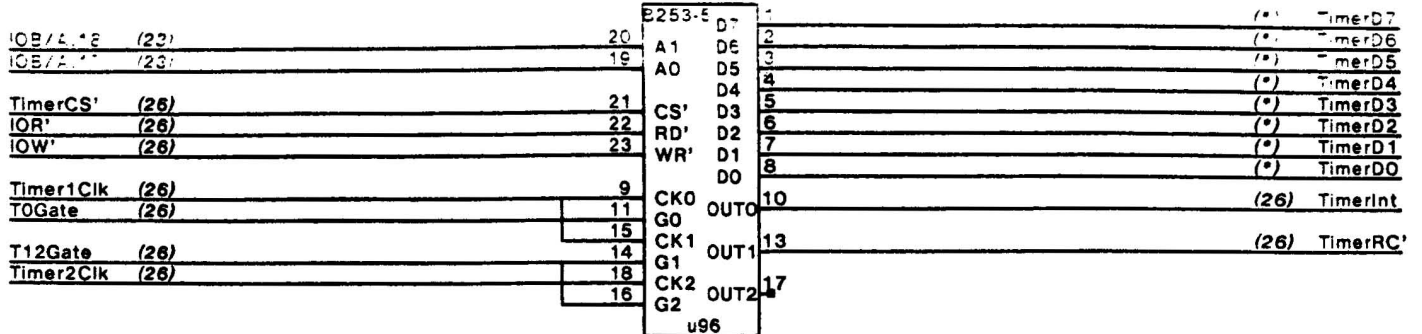 8253-5
D7 1 (*) TimerD7
(23) 20 A1 D6 2 (*) TimerD6
(23) 19 A0 D5 3 (*) TimerD5
D4 4 (*) TimerD4
TimerCS' (26) 21 CS' D3 5 (*) TimerD3
IOR' (26) 22 RD' D2 6 (*) TimerD2
IOW' (26) 23 WR' D1 7 (*) TimerD1
D0 8 (*) TimerD0
Timer1Clk (26) 9 CK0
T0Gate (26) 11 G0 OUT0 10 (26) TimerInt
15 CK1
T12Gate (26) 14 G1 OUT1 13 (26) TimerRC'
Timer2Clk (26) 18 CK2
16 G2 OUT2 17
u96